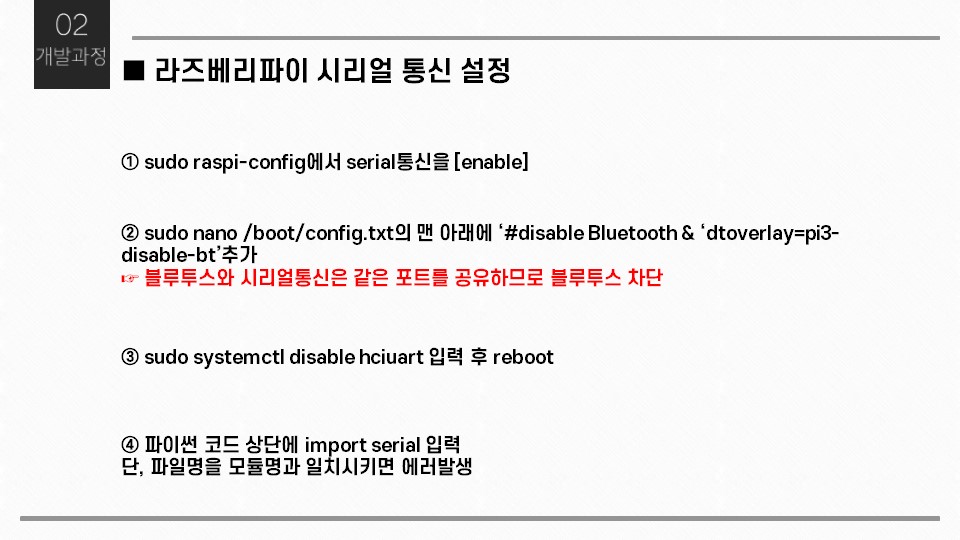 02
개발과정
■ 라즈베리파이 시리얼 통신 설정
① sudo raspi-config에서 serial통신을 [enable]
② sudo nano /boot/config.txt의 맨 아래에 ‘#disable Bluetooth & ‘dtoverlay=pi3-
disable-bt’추가
☞ 블루투스와 시리얼통신은 같은 포트를 공유하므로 블루투스 차단
③ sudo systemctl disable hciuart 입력 후 reboot
④ 파이썬 코드 상단에 import serial 입력
단, 파일명을 모듈명과 일치시키면 에러발생